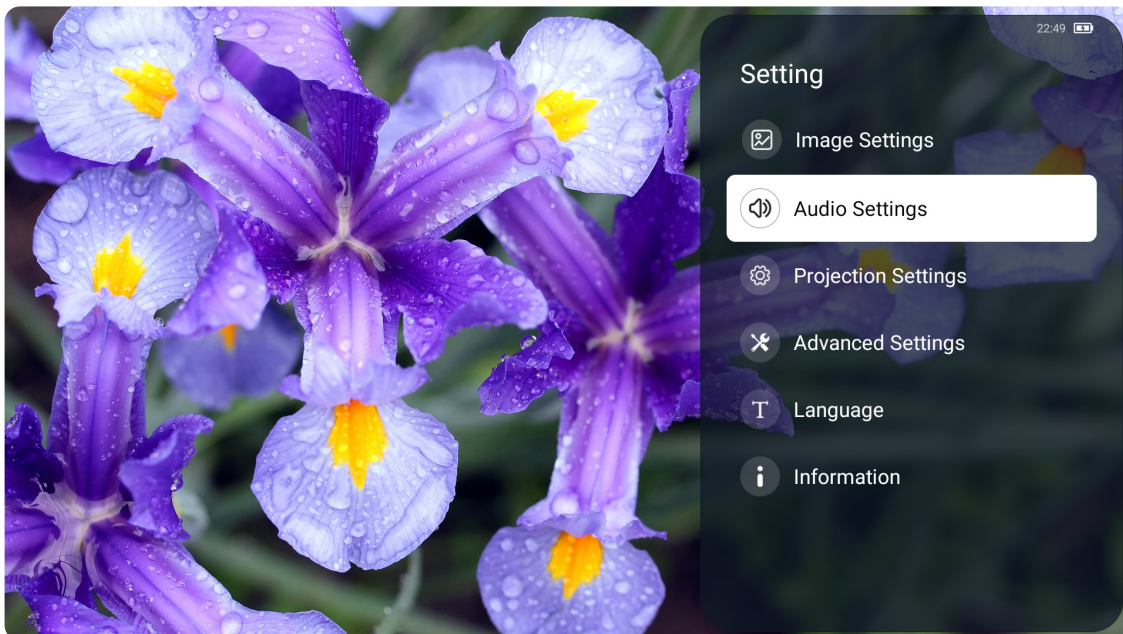 22:49
Setting
Image Settings
Audio Settings
Projection Settings
Advanced Settings
T Language
Information